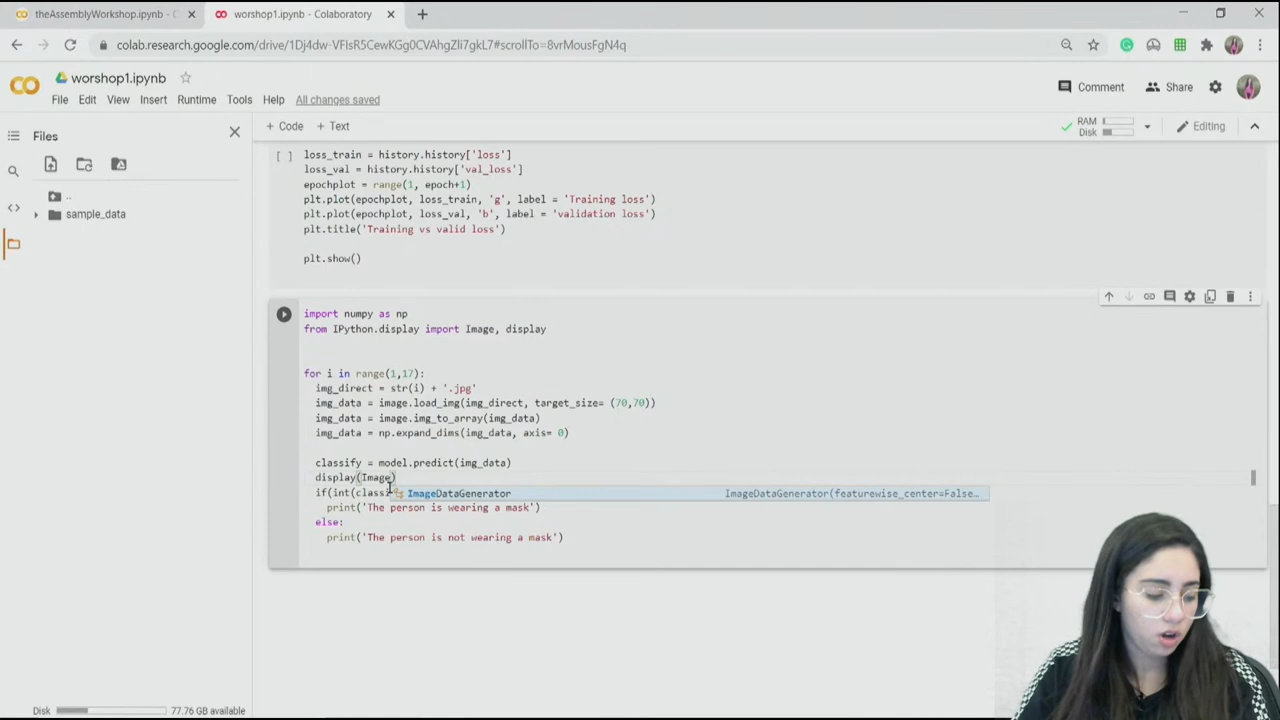 theAssemblyWorkshop.ipynb - C
worshop1.ipynb - Colaboratory
colab.research.google.com/drive/1Dj4dw-VFIsR5CewKGg0CVAhgZli7gkL7#scrollTo=8vrMousFgN4q
worshop1.ipynb
Comment
Share
File Edit View Insert Runtime Tools Help All changes saved
Files
+ Code + Text
RAM
Disk
Editing
..
sample_data
[ ] loss_train = history.history['loss']
loss_val = history.history['val_loss']
epochplot = range(1, epoch+1)
plt.plot(epochplot, loss_train, 'g', label = 'Training loss')
plt.plot(epochplot, loss_val, 'b', label = 'validation loss')
plt.title('Training vs valid loss')
plt.show()
import numpy as np
from IPython.display import Image, display
for i in range(1,17):
img_direct = str(i) + '.jpg'
img_data = image.load_img(img_direct, target_size= (70,70))
img_data = image.img_to_array(img_data)
img_data = np.expand_dims(img_data, axis= 0)
classify = model.predict(img_data)
display(Image)
if(int(classi
ImageDataGenerator ImageDataGenerator(featurewise_center=False…
print('The person is wearing a mask')
else:
print('The person is not wearing a mask')
Disk 77.76 GB available